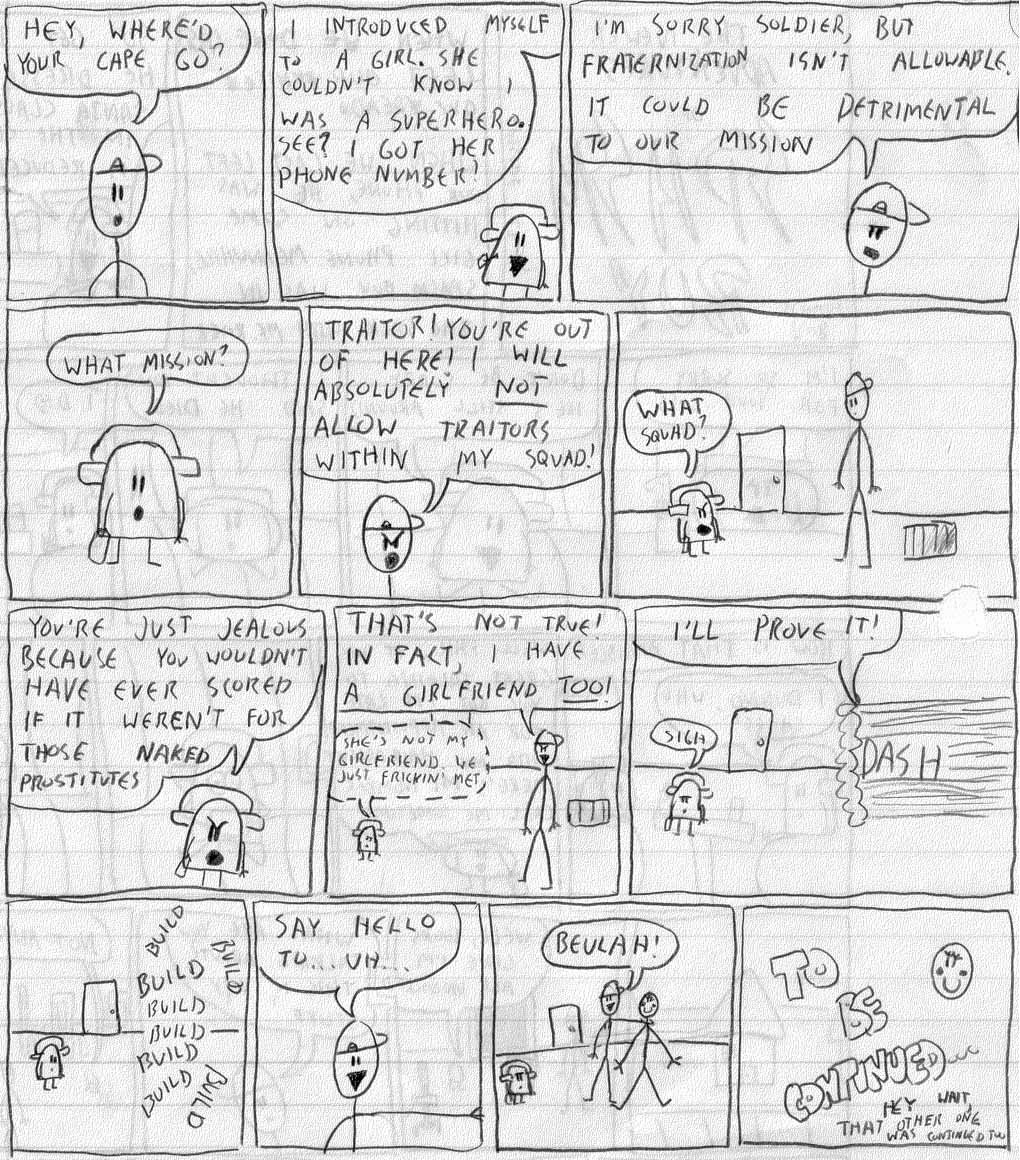 HEY, WHERE'D
YOUR CAPE GO?
I INTRODUCED MYSELF
TO A GIRL. SHE
COULDN'T KNOW I
WAS A SUPERHERO.
SEE? I GOT HER
PHONE NUMBER!
I'M SORRY SOLDIER, BUT
FRATERNIZATION ISN'T ALLOWABLE.
IT COULD BE DETRIMENTAL
TO OUR MISSION
WHAT MISSION?
TRAITOR! YOU'RE OUT
OF HERE! I WILL
ABSOLUTELY NOT
ALLOW TRAITORS
WITHIN MY SQUAD!
WHAT
SQUAD?
YOU'RE JUST JEALOUS
BECAUSE YOU WOULDN'T
HAVE EVER SCORED
IF IT WEREN'T FOR
THOSE NAKED
PROSTITUTES
THAT'S NOT TRUE!
IN FACT, I HAVE
A GIRLFRIEND TOO!
SHE'S NOT MY
GIRLFRIEND. WE
JUST FRICKIN' MET.
I'LL PROVE IT!
SIGH
DASH
BUILD
BUILD
BUILD
BUILD
BUILD
BUILD
BUILD
BUILD
SAY HELLO
TO... UH...
BEULAH!
TO
BE
CONTINUED...
HEY WAIT,
THAT OTHER ONE
WAS CONTINUED TOO